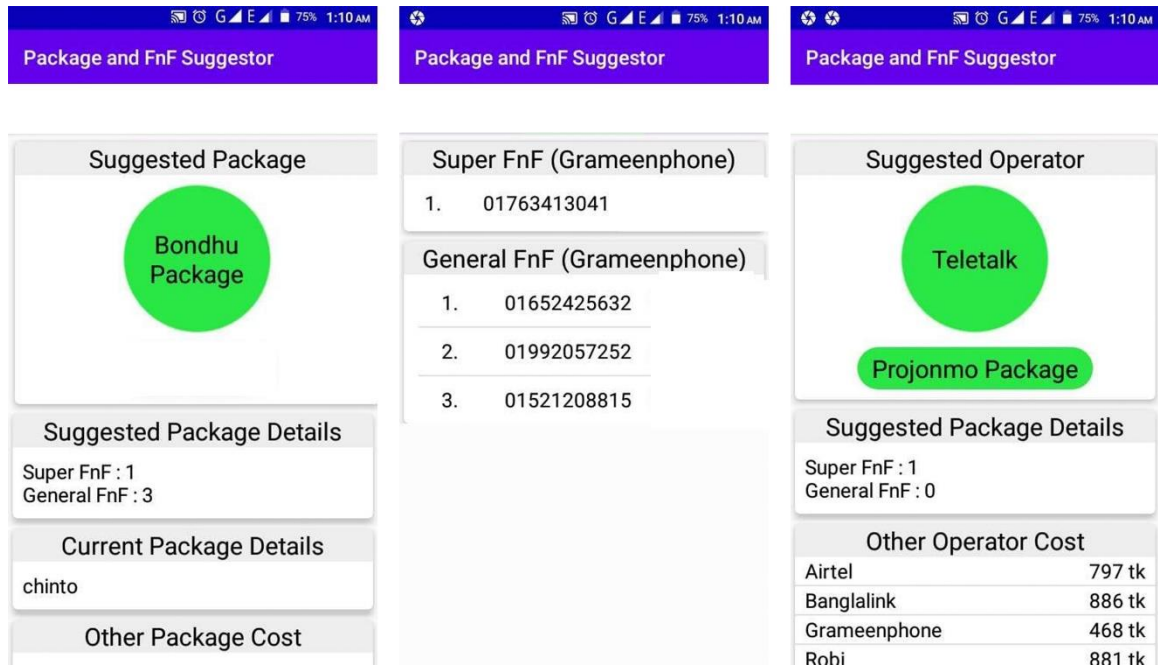 G E 75% 1:10 AM
Package and FnF Suggestor
Suggested Package
Bondhu
Package
Suggested Package Details
Super FnF : 1
General FnF : 3
Current Package Details
chinto
Other Package Cost
G E 75% 1:10 AM
Package and FnF Suggestor
Super FnF (Grameenphone)
1. 01763413041
General FnF (Grameenphone)
1. 01652425632
2. 01992057252
3. 01521208815
G E 75% 1:10 AM
Package and FnF Suggestor
Suggested Operator
Teletalk
Projonmo Package
Suggested Package Details
Super FnF : 1
General FnF : 0
Other Operator Cost
Airtel 797 tk
Banglalink 886 tk
Grameenphone 468 tk
Robi 881 tk